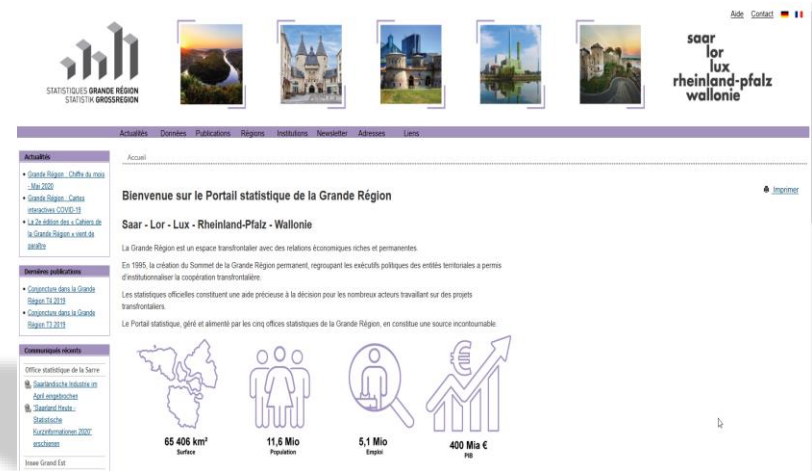 Aide Contact
STATISTIQUES GRANDE RÉGION
STATISTIK GROSSREGION
saar
lor
lux
rheinland-pfalz
wallonie
Actualités Données Publications Régions Institutions Newsletter Adresses Liens
Actualités
Grande Région : Chiffre du mois
- Mai 2020
Grande Région : Cartes
interactives COVID-19
La 2e édition des « Cahiers de
la Grande Région » vient de
paraître
Dernières publications
Conjoncture dans la Grande
Région T4 2019
Conjoncture dans la Grande
Région T3 2019
Communiqués récents
Office statistique de la Sarre
Saarländische Industrie im
April eingebrochen
"Saarland Heute -
Statistische
Kurzinformationen 2020"
erschienen
Insee Grand Est
Accueil
Imprimer
Bienvenue sur le Portail statistique de la Grande Région
Saar - Lor - Lux - Rheinland-Pfalz - Wallonie
La Grande Région est un espace transfrontalier avec des relations économiques riches et permanentes.
En 1995, la création du Sommet de la Grande Région permanent, regroupant les exécutifs politiques des entités territoriales a permis
d'institutionnaliser la coopération transfrontalière.
Les statistiques officielles constituent une aide précieuse à la décision pour les nombreux acteurs travaillant sur des projets
transfrontaliers.
Le Portail statistique, géré et alimenté par les cinq offices statistiques de la Grande Région, en constitue une source incontournable
65 406 km²
Surface
11,6 Mio
Population
5,1 Mio
Emploi
€
400 Mia €
PIB